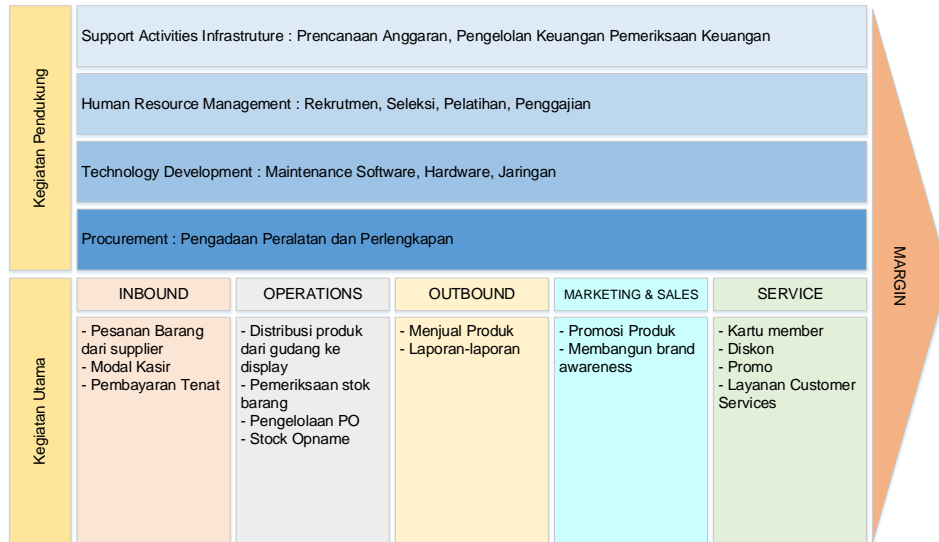 Kegiatan Pendukung
Support Activities Infrastruture : Prencanaan Anggaran, Pengelolan Keuangan Pemeriksaan Keuangan
Human Resource Management : Rekrutmen, Seleksi, Pelatihan, Penggajian
Technology Development : Maintenance Software, Hardware, Jaringan
Procurement : Pengadaan Peralatan dan Perlengkapan
Kegiatan Utama
INBOUND
- Pesanan Barang
dari supplier
- Modal Kasir
- Pembayaran Tenat
OPERATIONS
- Distribusi produk
dari gudang ke
display
- Pemeriksaan stok
barang
- Pengelolaan PO
- Stock Opname
OUTBOUND
- Menjual Produk
- Laporan-laporan
MARKETING & SALES
- Promosi Produk
- Membangun brand
awareness
SERVICE
- Kartu member
- Diskon
- Promo
- Layanan Customer
Services
MARGIN